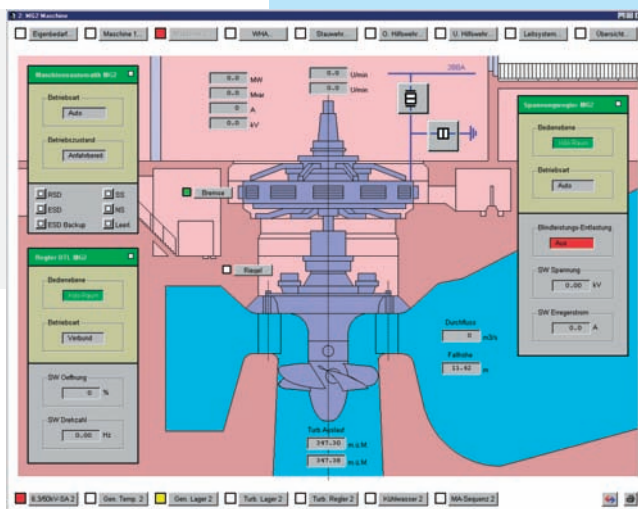 2: MG2 Maschine
Eigenbedarf...
Maschine 1...
WHA...
Stauwehr...
O. Hilfswehr...
U. Hilfswehr...
Leitsystem...
Übersicht...
Maschinenautomatik MG2
Betriebsart
Auto
Betriebszustand
Anfahrbereit
RSD
SS
ESD
NS
ESD Backup
Leerl.
Regler DTL MG2
Bedienebene
Betriebsart
Verbund
SW Oeffnung
0 %
SW Drehzahl
0.00 Hz
0.0 MW
0.0 Mvar
0 A
0.0 kV
0.0 U/min
0.0 U/min
Bremse
Riegel
Durchfluss
0 m3/s
Fallhöhe
11.42 m
Turb Auslauf
347.30 m.ü.M.
347.38 m.ü.M.
Spannungsregler MG2
Bedienebene
Betriebsart
Auto
Blindleistungs-Entlastung
Aus
SW Spannung
0.00 kV
SW Erregerstrom
0.0 A
6.3/60kV-SA 2
Gen. Temp. 2
Gen. Lager 2
Turb. Lager 2
Turb. Regler 2
Kühlwasser 2
MA-Sequenz 2